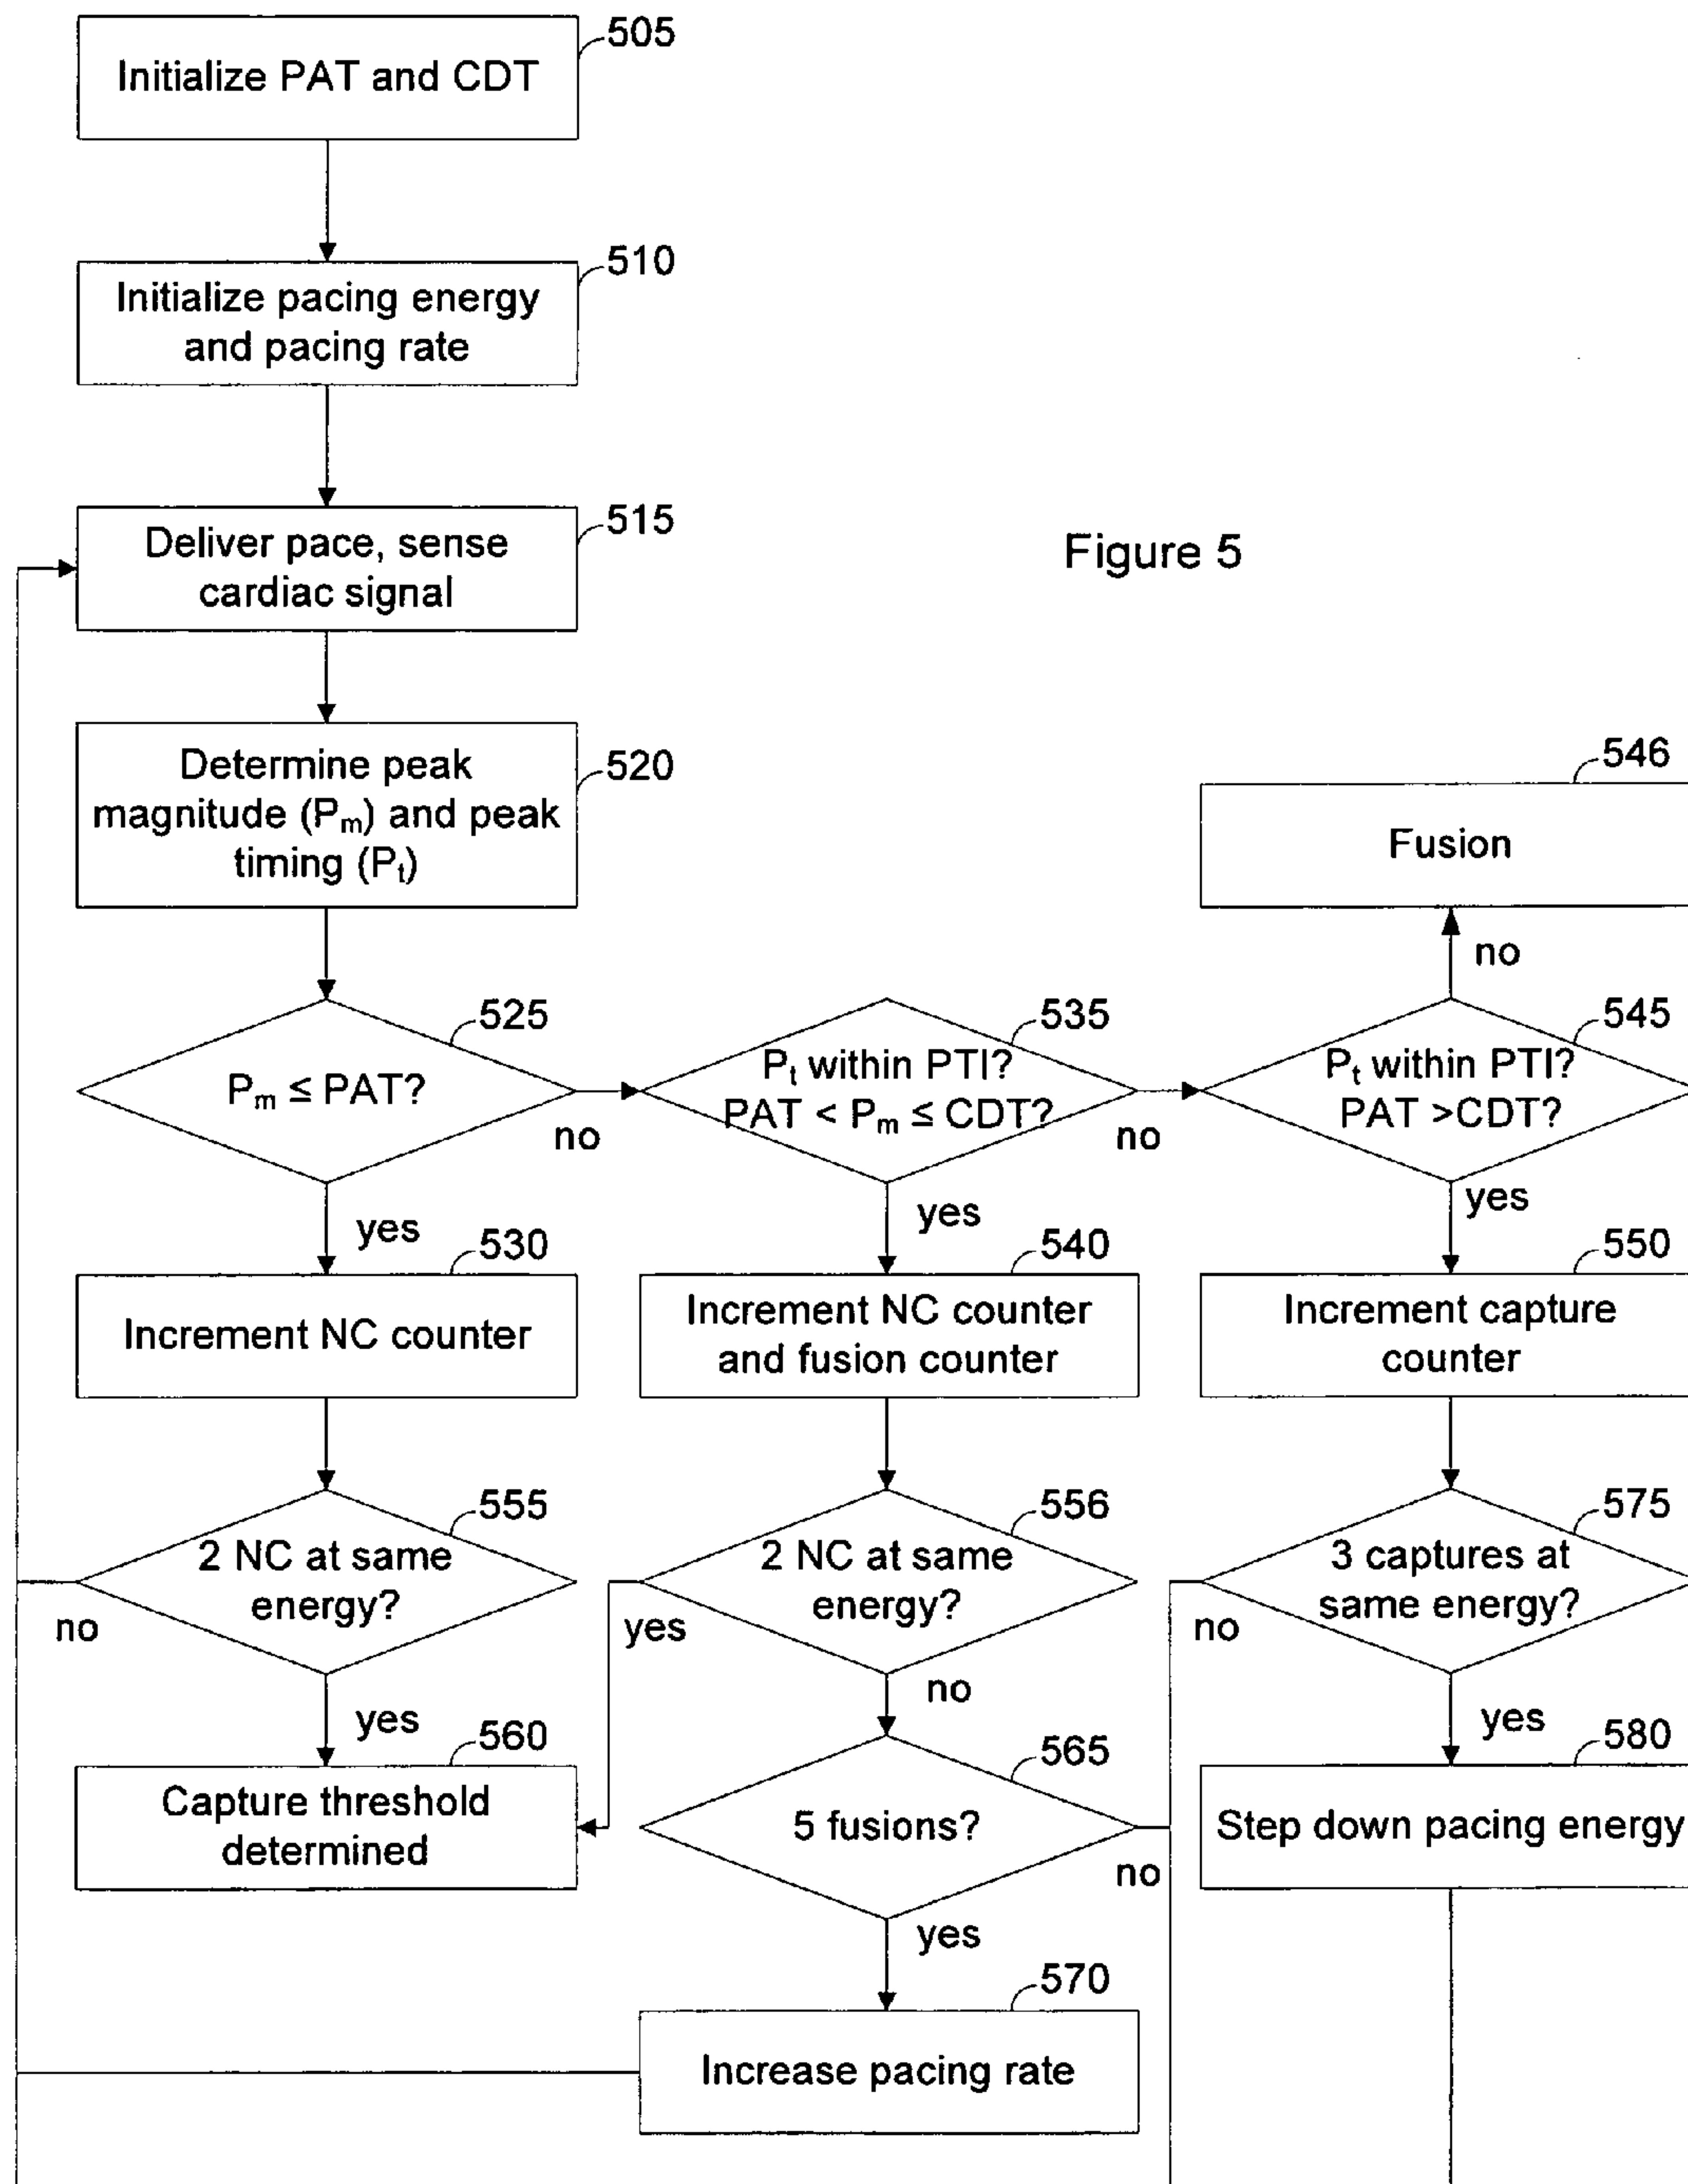 505
Initialize PAT and CDT
510
Initialize pacing energy
and pacing rate
515
Deliver pace, sense
cardiac signal
Figure 5
520
Determine peak
magnitude (Pm) and peak
timing (Pt)
546
Fusion
no
525
Pm ≤ PAT?
no
yes
535
Pt within PTI?
PAT < Pm ≤ CDT?
no
yes
545
Pt within PTI?
PAT >CDT?
yes
530
Increment NC counter
540
Increment NC counter
and fusion counter
550
Increment capture
counter
555
2 NC at same
energy?
no
yes
556
2 NC at same
energy?
yes
no
575
3 captures at
same energy?
no
yes
560
Capture threshold
determined
565
5 fusions?
no
yes
580
Step down pacing energy
570
Increase pacing rate